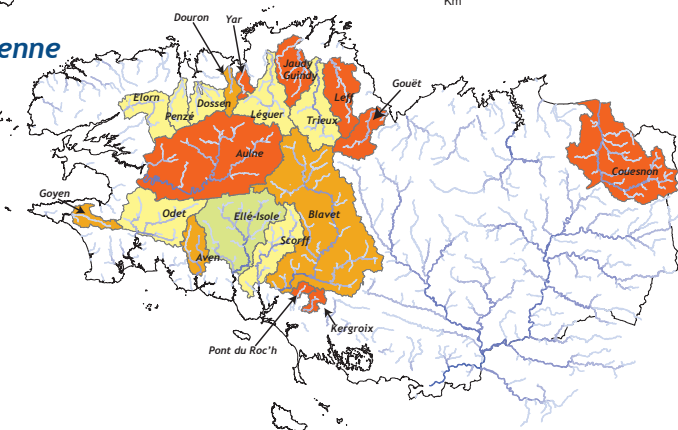 Km
enne
Douron
Yar
Jaudy
Guindy
Gouët
Leff
Elorn
Dossen
Penzé
Léguer
Trieux
Aulne
Couesnon
Goyen
Odet
Ellé-Isole
Blavet
Scorff
Aven
Kergroix
Pont du Roc'h